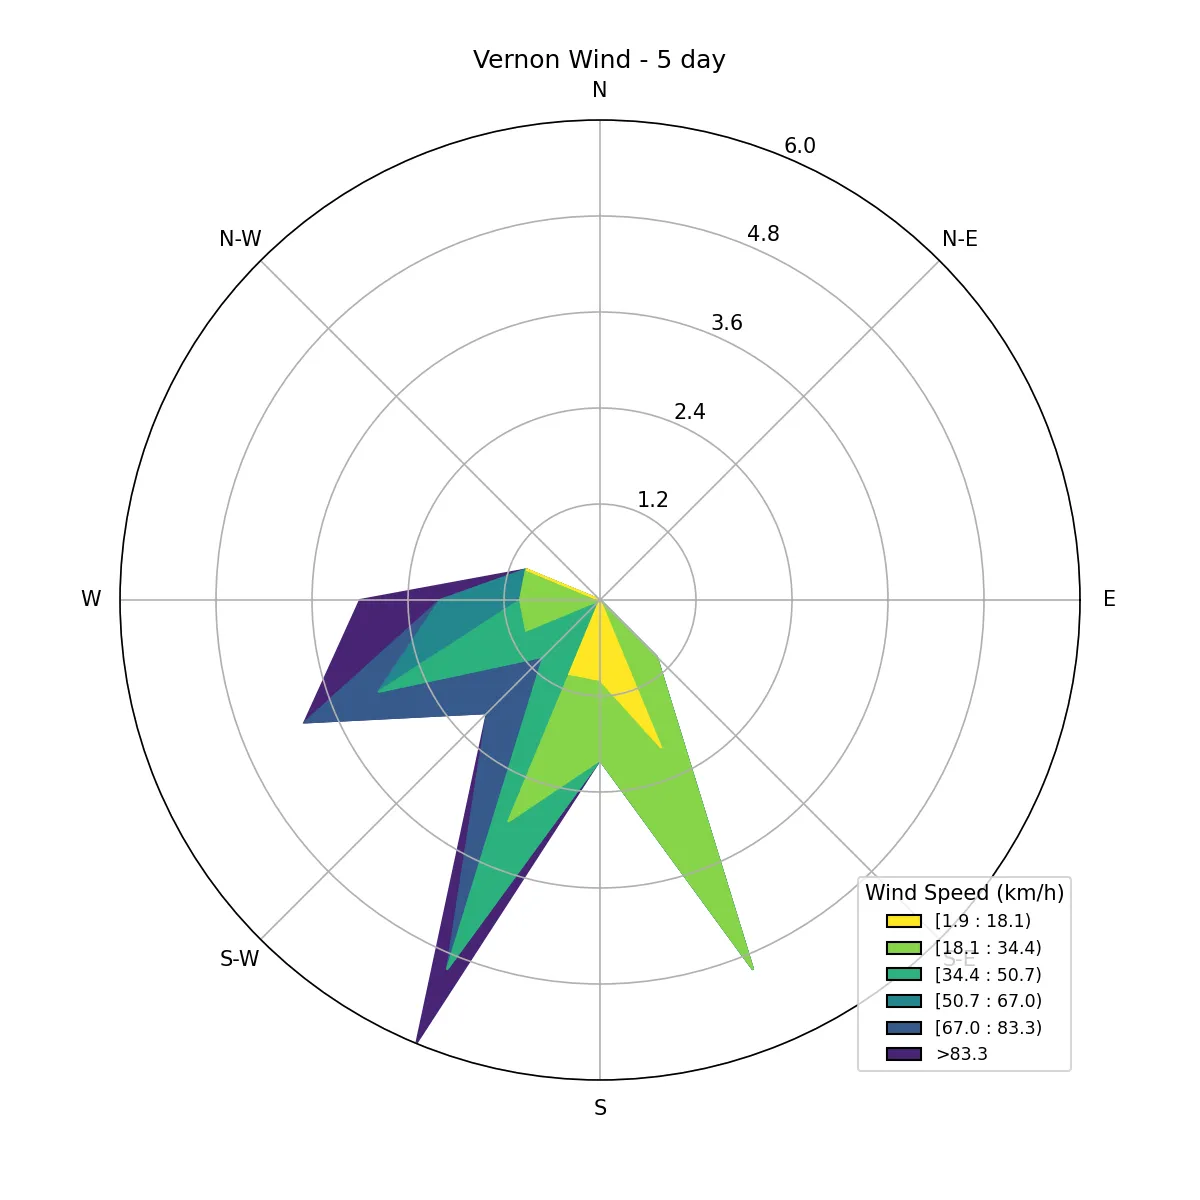 Vernon Wind - 5 day
N
6.0
N-W
4.8
N-E
3.6
2.4
1.2
W
E
Wind Speed (km/h)
[1.9 : 18.1)
[18.1 : 34.4)
S-W
S-E
[34.4 : 50.7)
[50.7 : 67.0)
[67.0 : 83.3)
>83.3
S